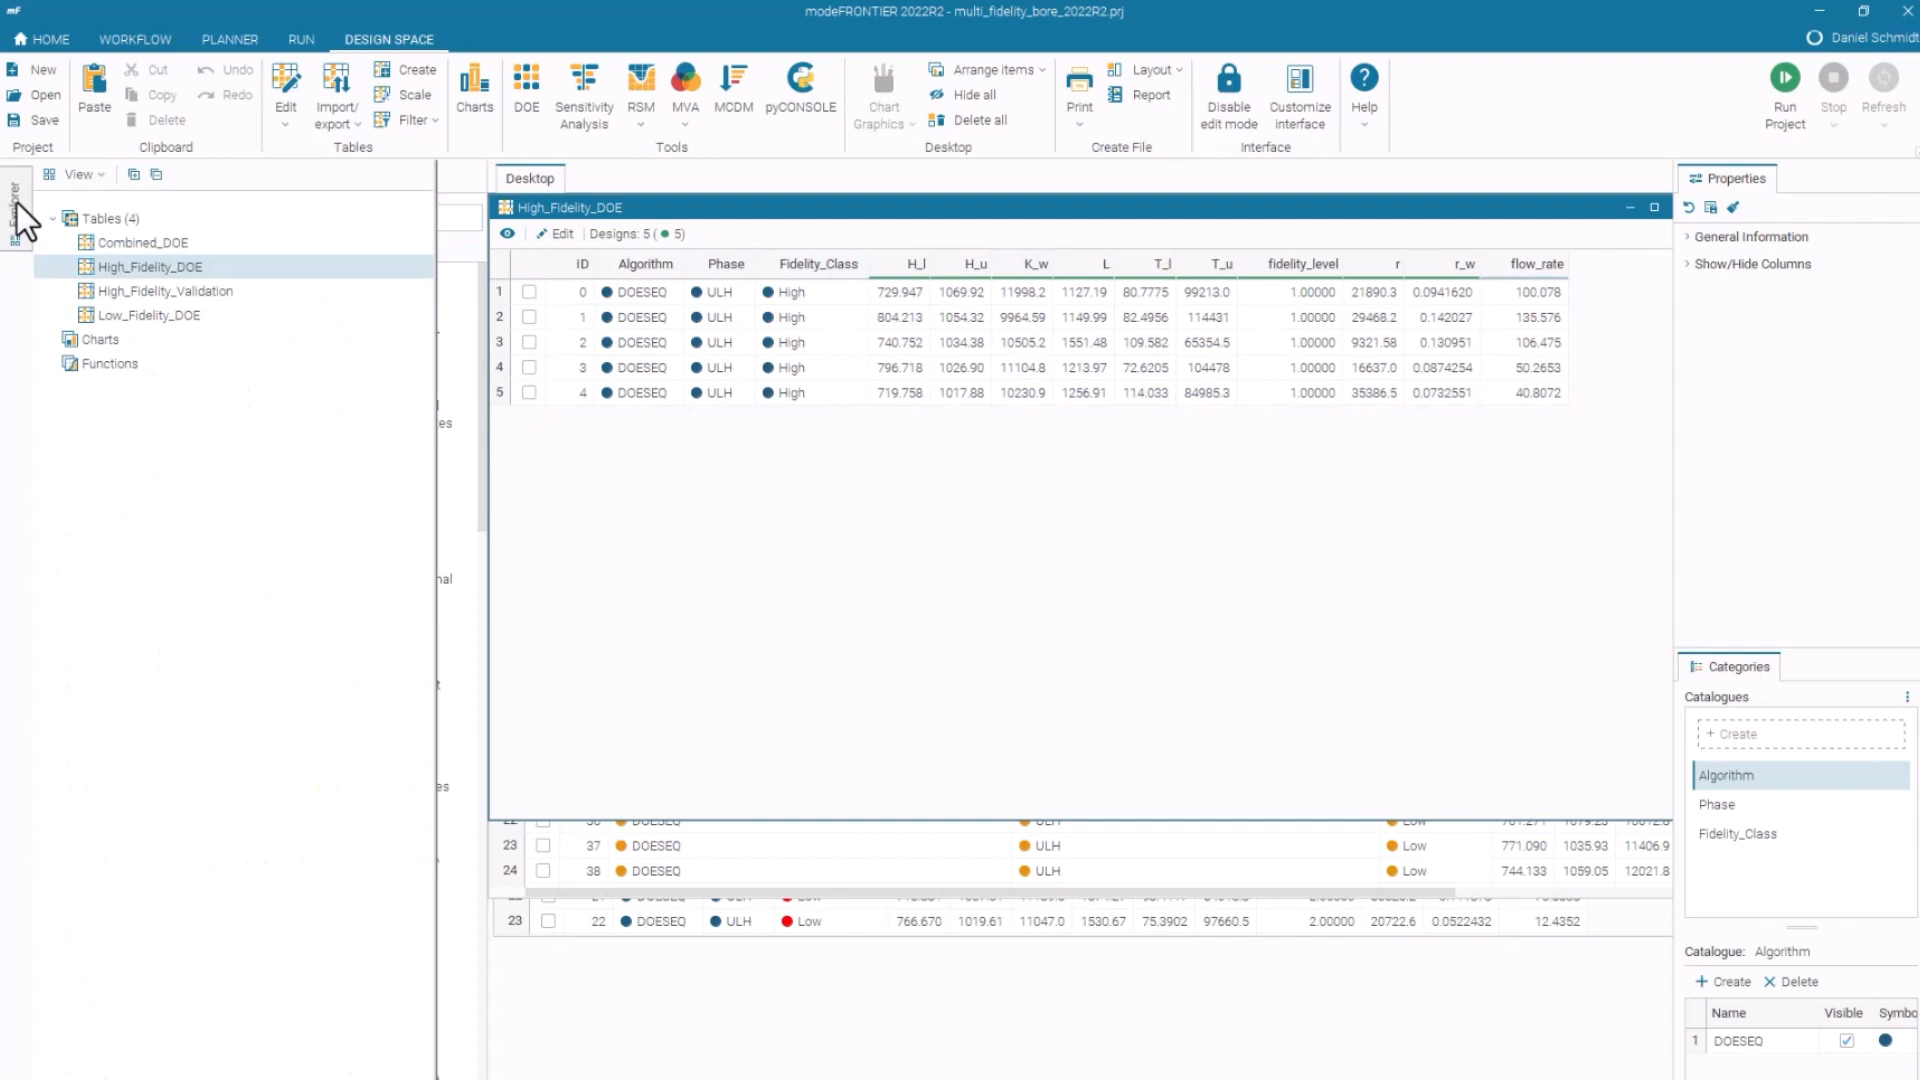 mF modeFRONTIER 2022R2 - multi_fidelity_bore_2022R2.prj
HOME WORKFLOW PLANNER RUN DESIGN SPACE Daniel Schmidt
New Cut Undo Create Arrange items Layout
Open Copy Redo Scale Hide all Report
Save Delete Filter Delete all
Paste Edit Import/ export Charts DOE Sensitivity Analysis RSM MVA MCDM pyCONSOLE Chart Graphics Print Disable edit mode Customize interface Help Run Project Stop Refresh
Project Clipboard Tables Tools Desktop Create File Interface
View
Tables (4)
Combined_DOE
High_Fidelity_DOE
High_Fidelity_Validation
Low_Fidelity_DOE
Charts
Functions
es
nal
t
es
Desktop
High_Fidelity_DOE
Edit Designs: 5 ( 5)
ID Algorithm Phase Fidelity_Class H_l H_u K_w L T_l T_u fidelity_level r r_w flow_rate
1 0 DOESEQ ULH High 729.947 1069.92 11998.2 1127.19 80.7775 99213.0 1.00000 21890.3 0.0941620 100.078
2 1 DOESEQ ULH High 804.213 1054.32 9964.59 1149.99 82.4956 114431 1.00000 29468.2 0.142027 135.576
3 2 DOESEQ ULH High 740.752 1034.38 10505.2 1551.48 109.582 65354.5 1.00000 9321.58 0.130951 106.475
4 3 DOESEQ ULH High 796.718 1026.90 11104.8 1213.97 72.6205 104478 1.00000 16637.0 0.0874254 50.2653
5 4 DOESEQ ULH High 719.758 1017.88 10230.9 1256.91 114.033 84985.3 1.00000 35386.5 0.0732551 40.8072
23 37 DOESEQ ULH Low 771.090 1035.93 11406.9
24 38 DOESEQ ULH Low 744.133 1059.05 12021.8
23 22 DOESEQ ULH Low 766.670 1019.61 11047.0 1530.67 75.3902 97660.5 2.00000 20722.6 0.0522432 12.4352
Properties
General Information
Show/Hide Columns
Categories
Catalogues
+ Create
Algorithm
Phase
Fidelity_Class
Catalogue: Algorithm
Create Delete
Name Visible Symbo
1 DOESEQ